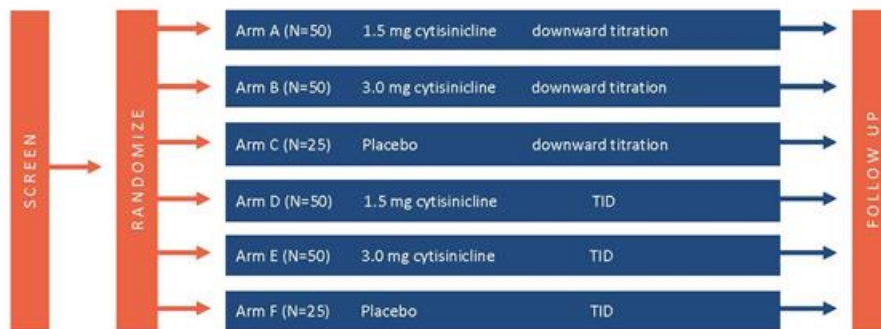 SCREEN
RANDOMIZE
Arm A (N=50) 1.5 mg cytisinicline downward titration
Arm B (N=50) 3.0 mg cytisinicline downward titration
Arm C (N=25) Placebo downward titration
Arm D (N=50) 1.5 mg cytisinicline TID
Arm E (N=50) 3.0 mg cytisinicline TID
Arm F (N=25) Placebo TID
FOLLOW UP